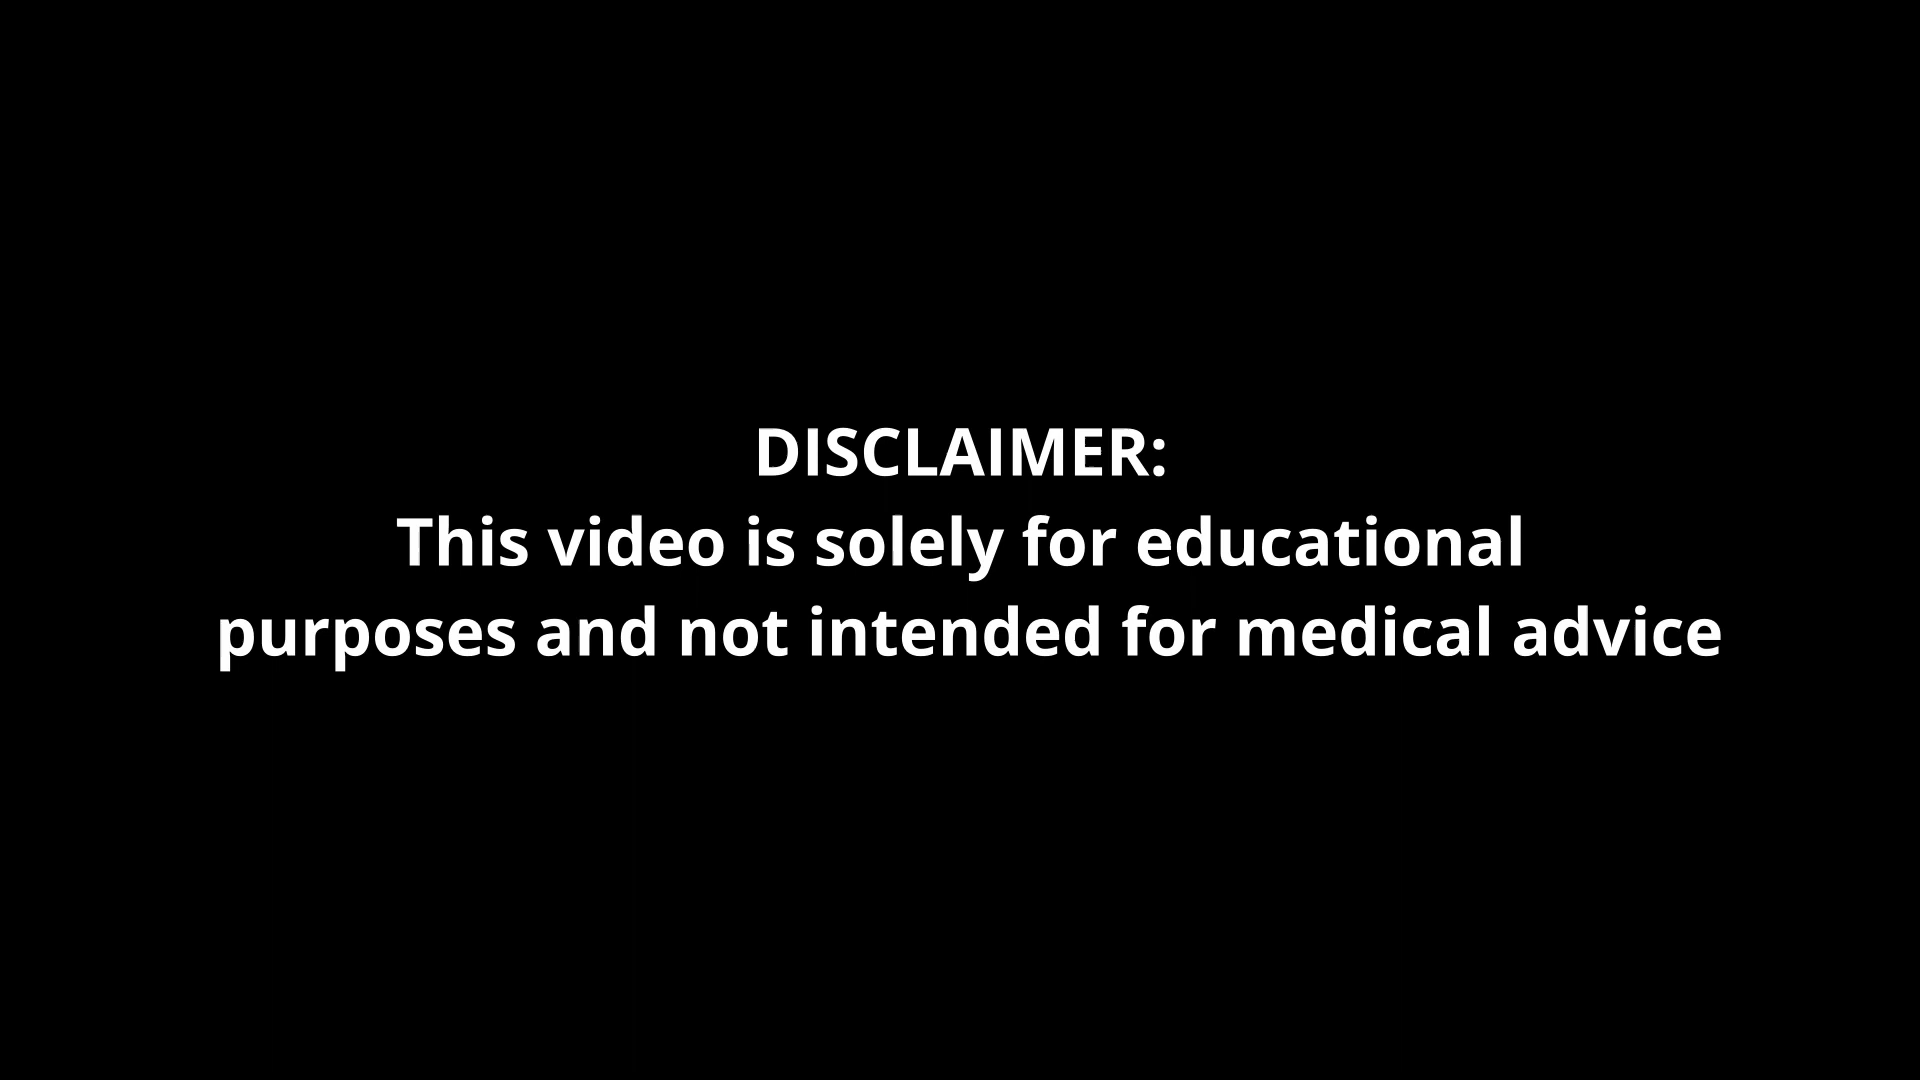 DISCLAIMER:
This video is solely for educational
purposes and not intended for medical advice